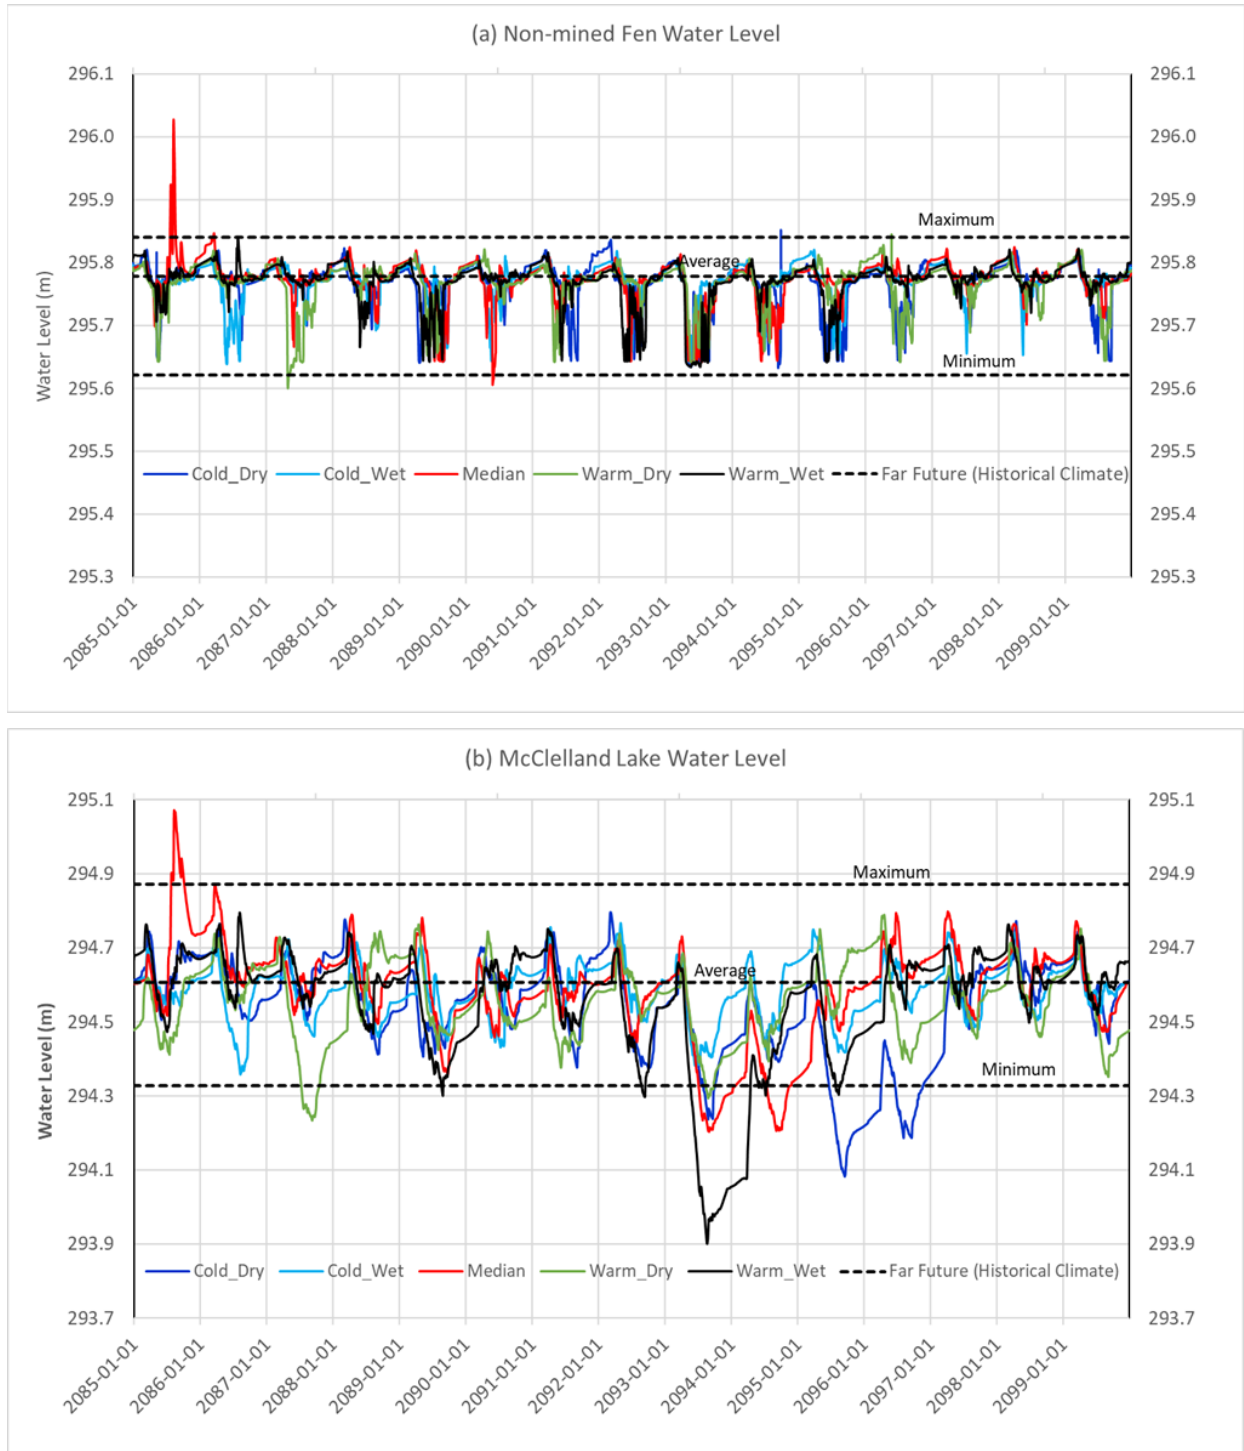 (a) Non-mined Fen Water Level
296.1 296.1
296.0 296.0
295.9 295.9
Maximum
295.8 Average 295.8
295.7 295.7
Minimum
295.6 295.6
295.5 295.5
Cold_Dry Cold_Wet Median Warm_Dry Warm_Wet Far Future (Historical Climate)
295.4 295.4
295.3 295.3
Water Level (m)
2085-01-01 2086-01-01 2087-01-01 2088-01-01 2089-01-01 2090-01-01 2091-01-01 2092-01-01 2093-01-01 2094-01-01 2095-01-01 2096-01-01 2097-01-01 2098-01-01 2099-01-01
(b) McClelland Lake Water Level
295.1 295.1
294.9 Maximum 294.9
294.7 294.7
Average
294.5 294.5
Minimum
294.3 294.3
294.1 294.1
293.9 293.9
Cold_Dry Cold_Wet Median Warm_Dry Warm_Wet Far Future (Historical Climate)
293.7 293.7
Water Level (m)
2085-01-01 2086-01-01 2087-01-01 2088-01-01 2089-01-01 2090-01-01 2091-01-01 2092-01-01 2093-01-01 2094-01-01 2095-01-01 2096-01-01 2097-01-01 2098-01-01 2099-01-01